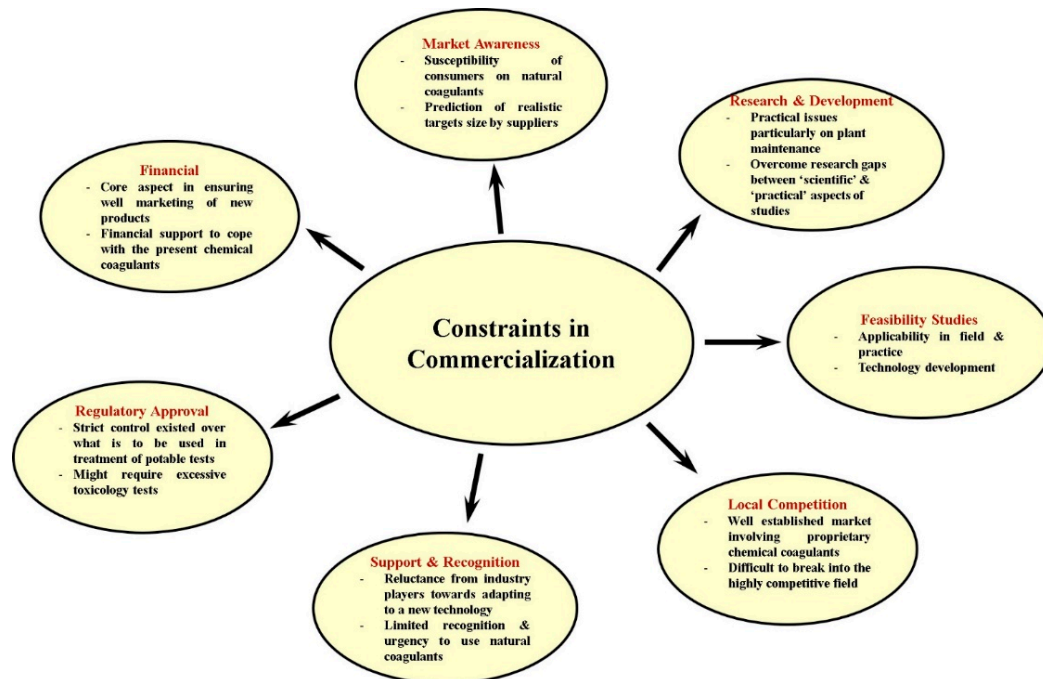 Market Awareness
- Susceptibility of
consumers on natural
coagulants
- Prediction of realistic
targets size by suppliers
Research & Development
- Practical issues
particularly on plant
maintenance
- Overcome research gaps
between ‘scientific’ &
‘practical’ aspects of
studies
Financial
- Core aspect in ensuring
well marketing of new
products
- Financial support to cope
with the present chemical
coagulants
Constraints in
Commercialization
Feasibility Studies
- Applicability in field &
practice
- Technology development
Regulatory Approval
- Strict control existed over
what is to be used in
treatment of potable tests
- Might require excessive
toxicology tests
Local Competition
- Well established market
involving proprietary
chemical coagulants
- Difficult to break into the
highly competitive field
Support & Recognition
- Reluctance from industry
players towards adapting
to a new technology
- Limited recognition &
urgency to use natural
coagulants